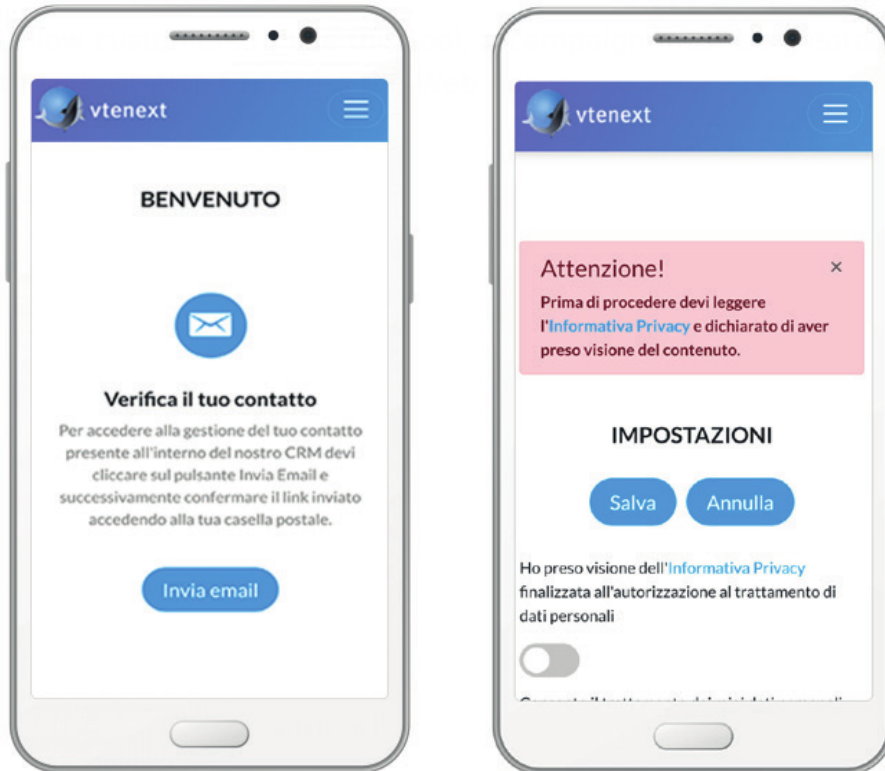 vtenext
BENVENUTO
Verifica il tuo contatto
Per accedere alla gestione del tuo contatto
presente all'interno del nostro CRM devi
cliccare sul pulsante Invia Email e
successivamente confermare il link inviato
accedendo alla tua casella postale.
Invia email
vtenext
Attenzione!
×
Prima di procedere devi leggere
l'Informativa Privacy e dichiarato di aver
preso visione del contenuto.
IMPOSTAZIONI
Salva Annulla
Ho preso visione dell'Informativa Privacy
finalizzata all'autorizzazione al trattamento di
dati personali